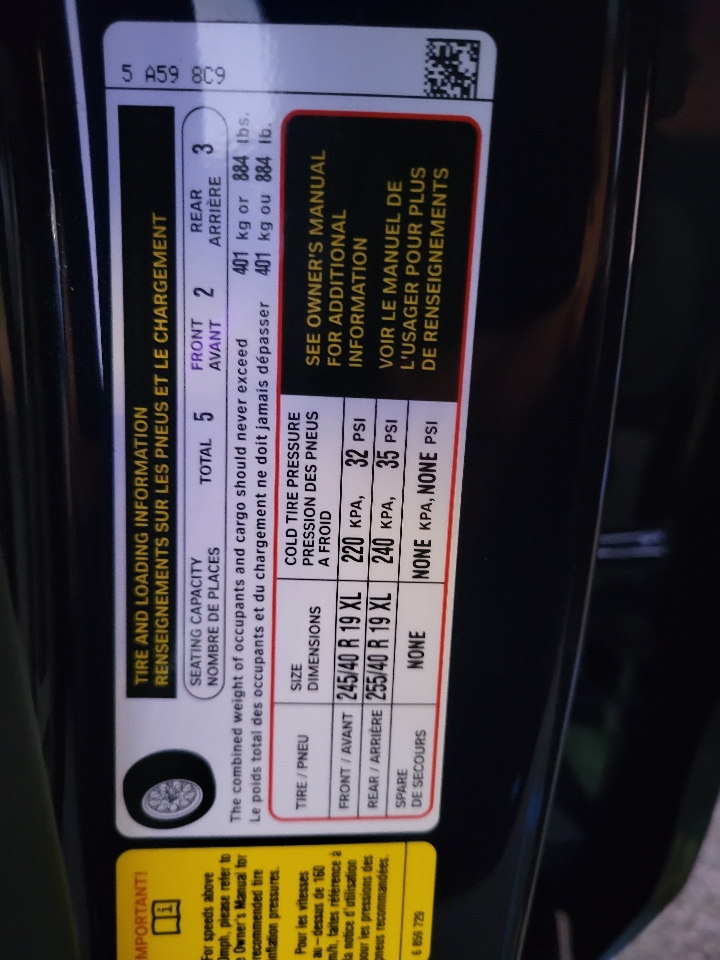 5 A59 8C9
TIRE AND LOADING INFORMATION
RENSEIGNEMENTS SUR LES PNEUS ET LE CHARGEMENT
SEATING CAPACITY TOTAL 5 FRONT 2 REAR 3
NOMBRE DE PLACES AVANT ARRIÈRE
The combined weight of occupants and cargo should never exceed 401 kg or 884 lbs.
Le poids total des occupants et du chargement ne doit jamais dépasser 401 kg ou 884 lb.
TIRE / PNEU
SIZE
DIMENSIONS
COLD TIRE PRESSURE
PRESSION DES PNEUS
A FROID
FRONT / AVANT 245/40 R 19 XL 220 KPA, 32 PSI
REAR / ARRIÈRE 255/40 R 19 XL 240 KPA, 35 PSI
SPARE
DE SECOURS
NONE NONE KPA, NONE PSI
SEE OWNER'S MANUAL
FOR ADDITIONAL
INFORMATION
VOIR LE MANUEL DE
L'USAGER POUR PLUS
DE RENSEIGNEMENTS
IMPORTANT!
For speeds above
mph, please refer to
Owner's Manual for
recommended tire
inflation pressures.
Pour les vitesses
au-dessus de 160
km/h, faites référence à
la notice d'utilisation
pour les pressions des
pneus recommandées.
6 856 729